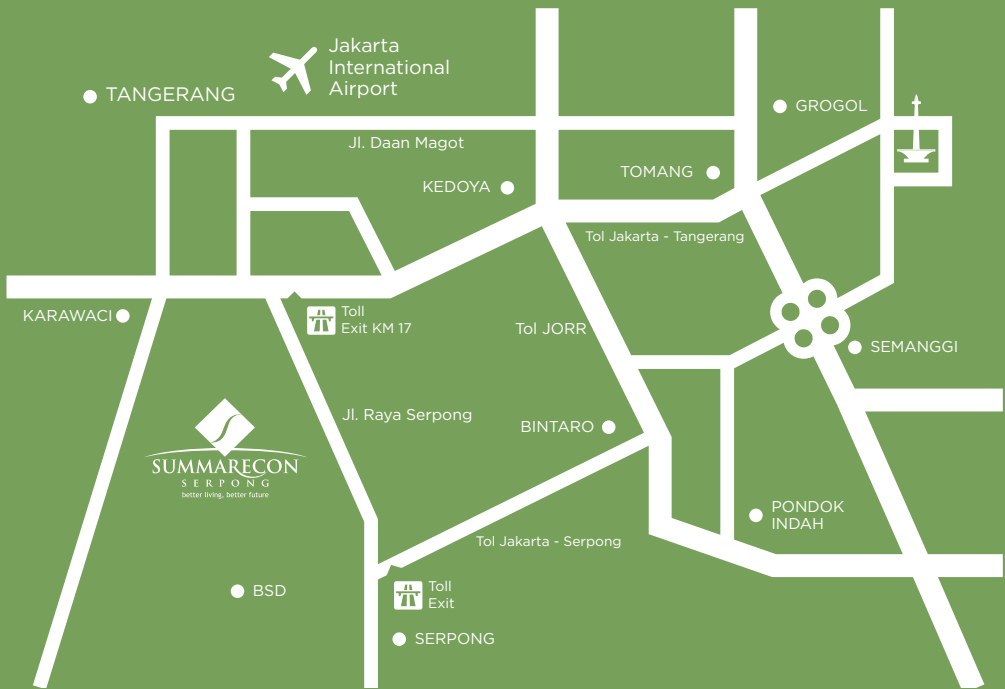 Jakarta
International
Airport
TANGERANG
GROGOL
Jl. Daan Magot
TOMANG
KEDOYA
Tol Jakarta - Tangerang
KARAWACI
Toll
Exit KM 17
Tol JORR
SEMANGGI
Jl. Raya Serpong
BINTARO
SUMMARECON
SERPONG
better living, better future
PONDOK
INDAH
Tol Jakarta - Serpong
BSD
Toll
Exit
SERPONG